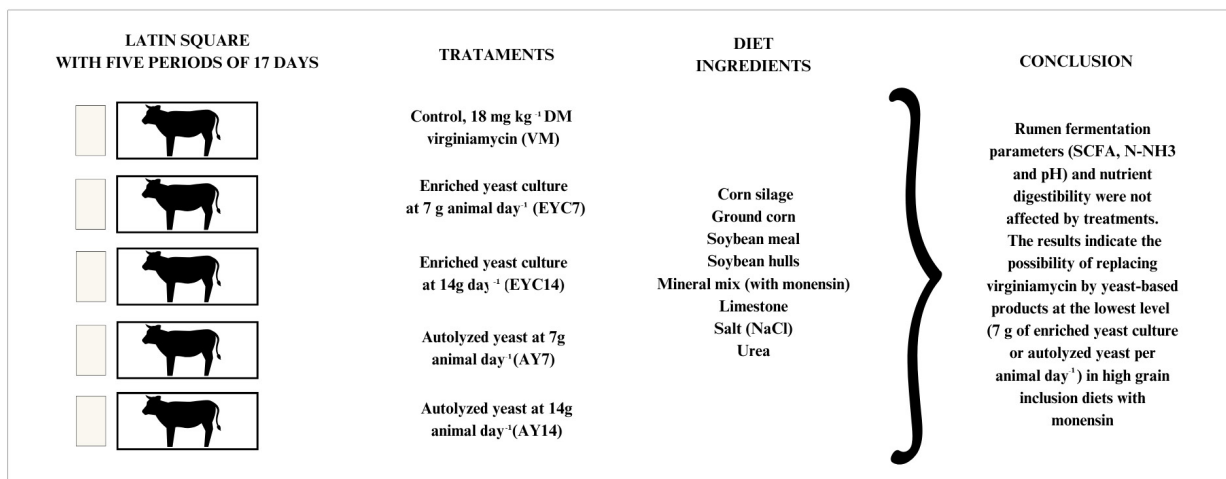 LATIN SQUARE
WITH FIVE PERIODS OF 17 DAYS
TRATAMENTS
Control, 18 mg kg⁻¹ DM
virginiamycin (VM)
Enriched yeast culture
at 7 g animal day⁻¹ (EYC7)
Enriched yeast culture
at 14g day⁻¹ (EYC14)
Autolyzed yeast at 7g
animal day⁻¹(AY7)
Autolyzed yeast at 14g
animal day⁻¹(AY14)
DIET
INGREDIENTS
Corn silage
Ground corn
Soybean meal
Soybean hulls
Mineral mix (with monensin)
Limestone
Salt (NaCl)
Urea
CONCLUSION
Rumen fermentation
parameters (SCFA, N-NH3
and pH) and nutrient
digestibility were not
affected by treatments.
The results indicate the
possibility of replacing
virginiamycin by yeast-based
products at the lowest level
(7 g of enriched yeast culture
or autolyzed yeast per
animal day⁻¹) in high grain
inclusion diets with
monensin